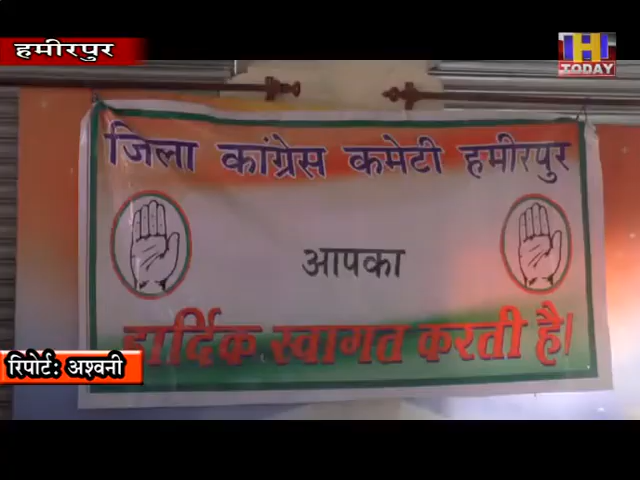 हमीरपुर
H
TODAY
जिला कांग्रेस कमेटी हमीरपुर
आपका
हार्दिक स्वागत करती है।
रिपोर्टः अश्वनी